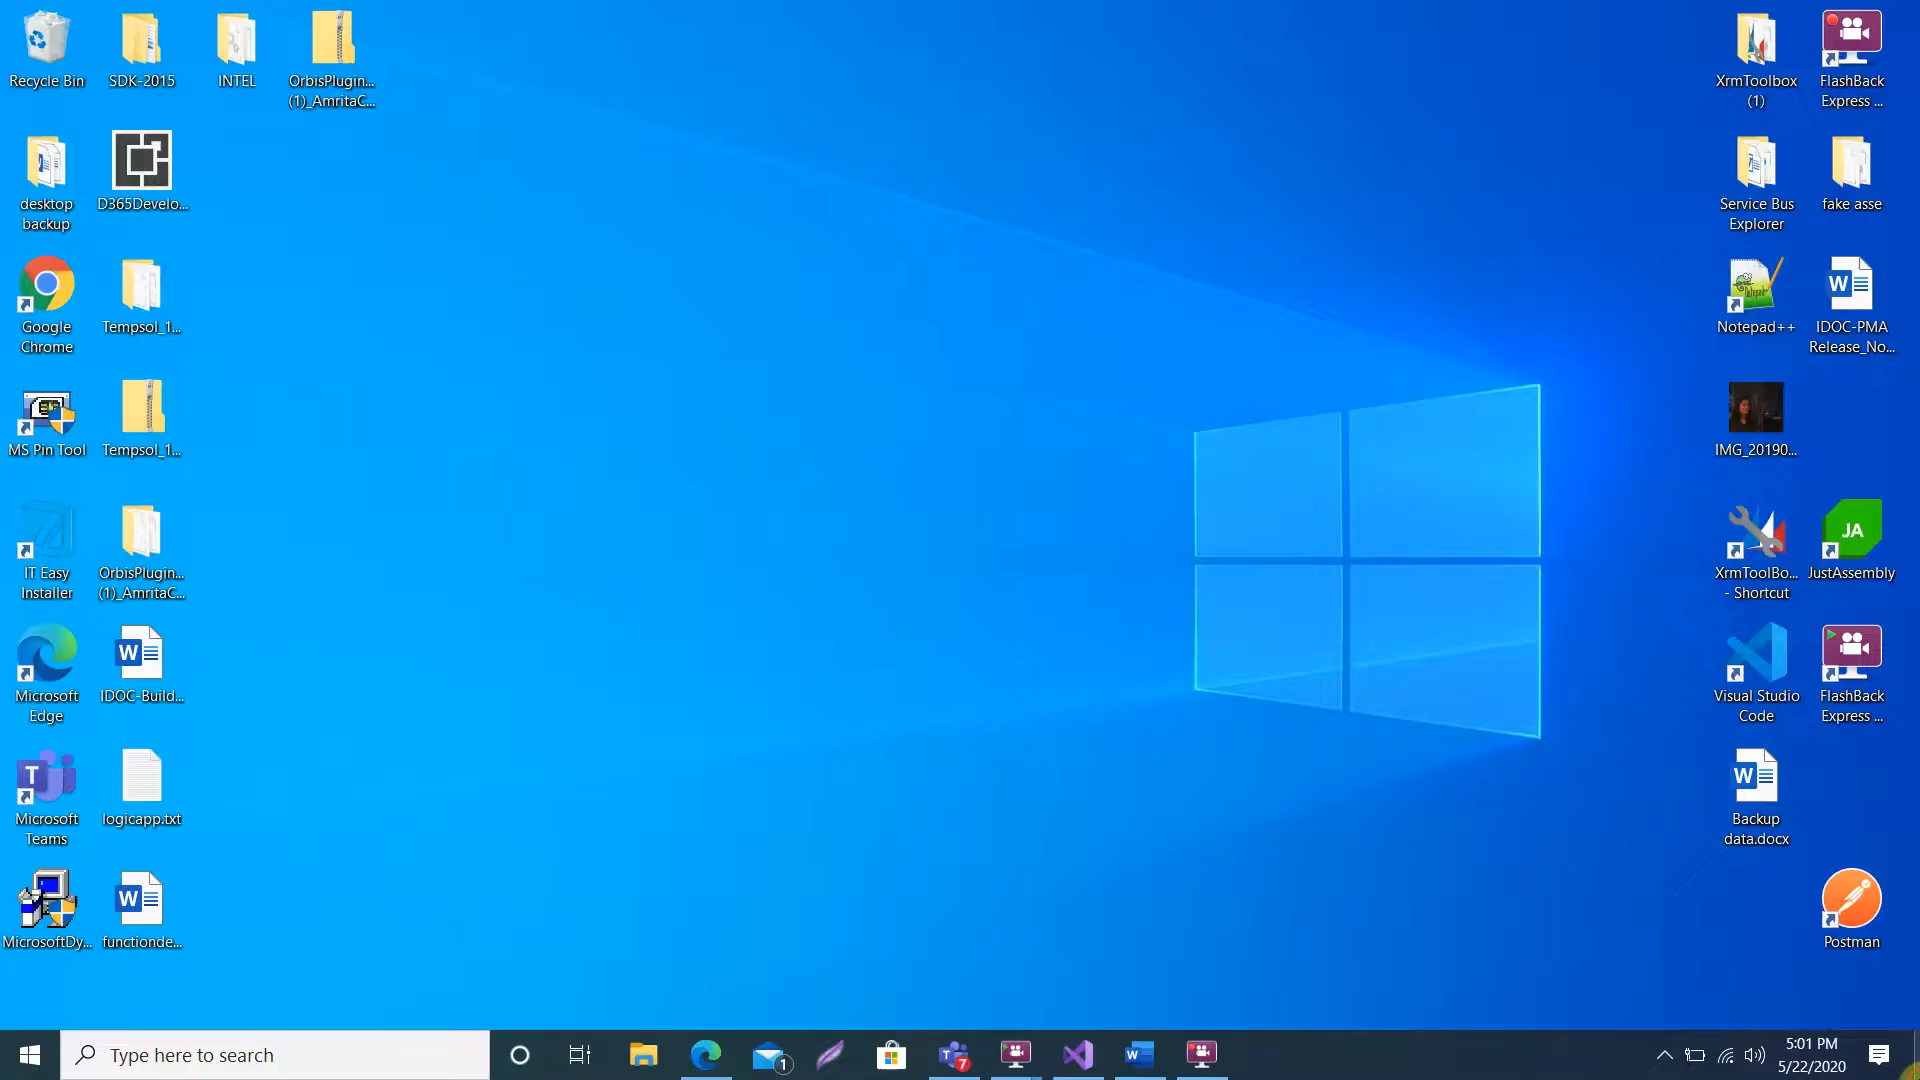 Recycle Bin
SDK-2015
INTEL
OrbisPlugin...
(1)_AmritaC...
XrmToolbox
(1)
FlashBack
Express ...
desktop
backup
D365Develo...
Service Bus
Explorer
fake asse
Google
Chrome
Tempsol_1...
Notepad++
IDOC-PMA
Release_No...
MS Pin Tool
Tempsol_1...
IMG_20190...
IT Easy
Installer
OrbisPlugin...
(1)_AmritaC...
XrmToolBo...
- Shortcut
JA
JustAssembly
Microsoft
Edge
W
IDOC-Build...
Visual Studio
Code
FlashBack
Express ...
T
Microsoft
Teams
logicapp.txt
W
Backup
data.docx
MicrosoftDy...
W
functionde...
Postman
Type here to search
1
T
7
W
5:01 PM
5/22/2020